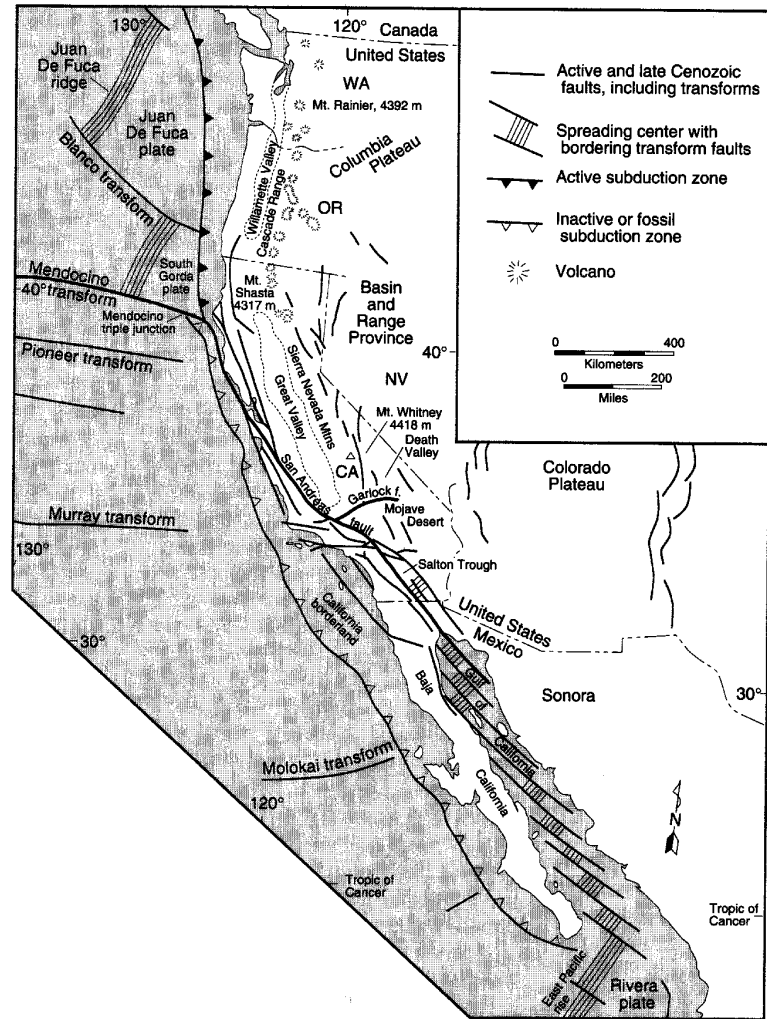 130°
120°
Canada
United States
Juan
De Fuca
ridge
Juan
De Fuca
plate
WA
Mt. Rainier, 4392 m
Columbia
Plateau
Blanco transform
Willamette Valley
Cascade Range
OR
South
Gorda
plate
Mendocino
40° transform
Mendocino
triple junction
Mt.
Shasta
4317 m
Basin
and
Range
Province
40°
Pioneer transform
Sierra Nevada Mtns
Great Valley
NV
Mt. Whitney
4418 m
Death
Valley
CA
San Andreas
fault
Garlock f.
Mojave
Desert
Murray transform
130°
Salton Trough
Colorado
Plateau
California
borderland
United States
Mexico
30°
Baja
California
Gulf
of
California
Sonora
30°
Molokai transform
120°
N
Tropic of
Cancer
Tropic of
Cancer
East Pacific
rise
Rivera
plate
Active and late Cenozoic
faults, including transforms
Spreading center with
bordering transform faults
Active subduction zone
Inactive or fossil
subduction zone
Volcano
0 400
Kilometers
0 200
Miles